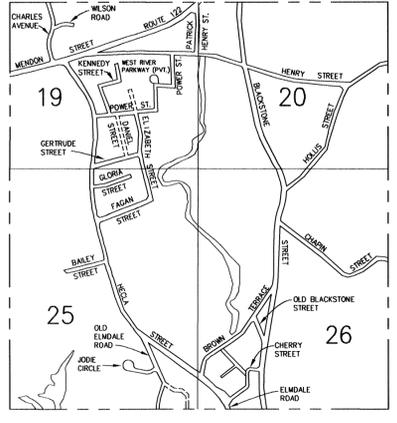 CHARLES
AVENUE
WILSON
ROAD
ROUTE 122
MENDON STREET
PATRICK
HENRY ST.
KENNEDY
STREET
WEST RIVER
PARKWAY (PVT.)
POWER ST.
HENRY STREET
19
20
BLACKSTONE
POWER ST.
DANIEL
STREET
ELIZABETH STREET
HOLLIS STREET
GERTRUDE
STREET
GLORIA
STREET
FAGAN
STREET
STREET
CHAPIN
STREET
BAILEY
STREET
HECLA
STREET
TERRACE
BROWN
OLD BLACKSTONE
STREET
25
26
OLD
ELMDALE
ROAD
CHERRY
STREET
JODIE
CIRCLE
ELMDALE
ROAD